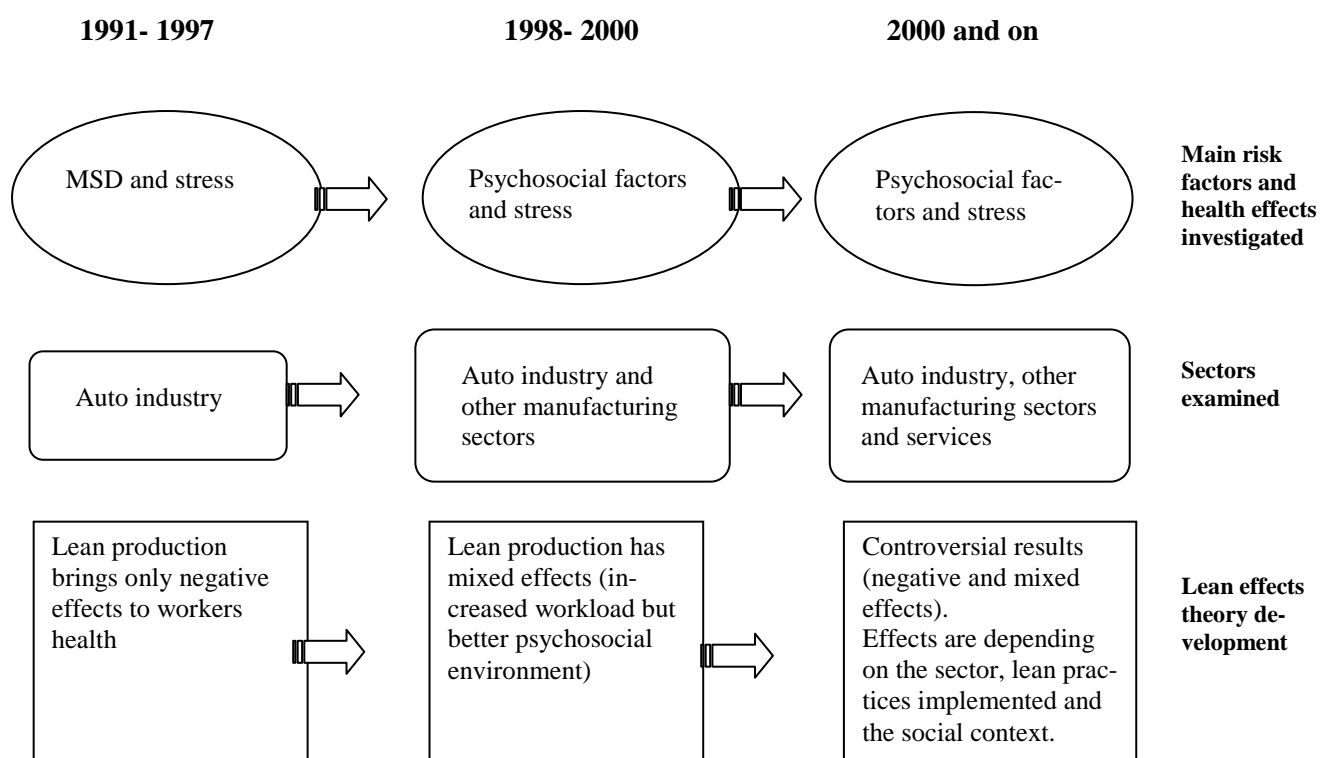 1991- 1997
1998- 2000
2000 and on
MSD and stress
Psychosocial factors
and stress
Psychosocial fac-
tors and stress
Main risk
factors and
health effects
investigated
Auto industry
Auto industry and
other manufacturing
sectors
Auto industry, other
manufacturing sectors
and services
Sectors
examined
Lean production
brings only negative
effects to workers
health
Lean production has
mixed effects (in-
creased workload but
better psychosocial
environment)
Controversial results
(negative and mixed
effects).
Effects are depending
on the sector, lean prac-
tices implemented and
the social context.
Lean effects
theory de-
velopment